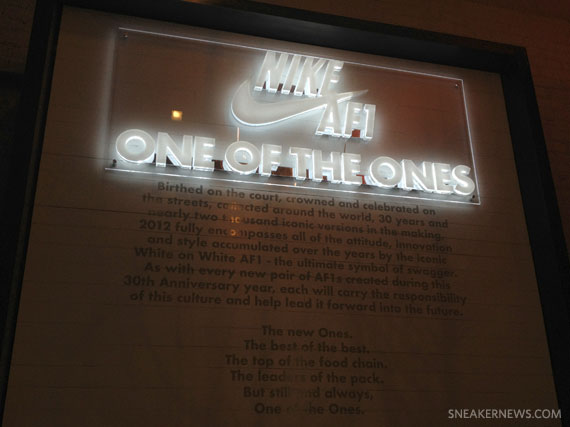 NIKE
AF1
ONE OF THE ONES
Birthed on the court, crowned and celebrated on
the streets, connected around the world, 30 years and
nearly two thousand iconic versions in the making.
2012 fully encompasses all of the attitude, innovation
and style accumulated over the years by the iconic
White on White AF1 - the ultimate symbol of swagger.
As with every new pair of AF1s created during this
30th Anniversary year, each will carry the responsibility
of this culture and help lead it forward into the future.
The new Ones.
The best of the best.
The top of the food chain.
The leaders of the pack.
But still and always,
One of the Ones.
SNEAKERNEWS.COM